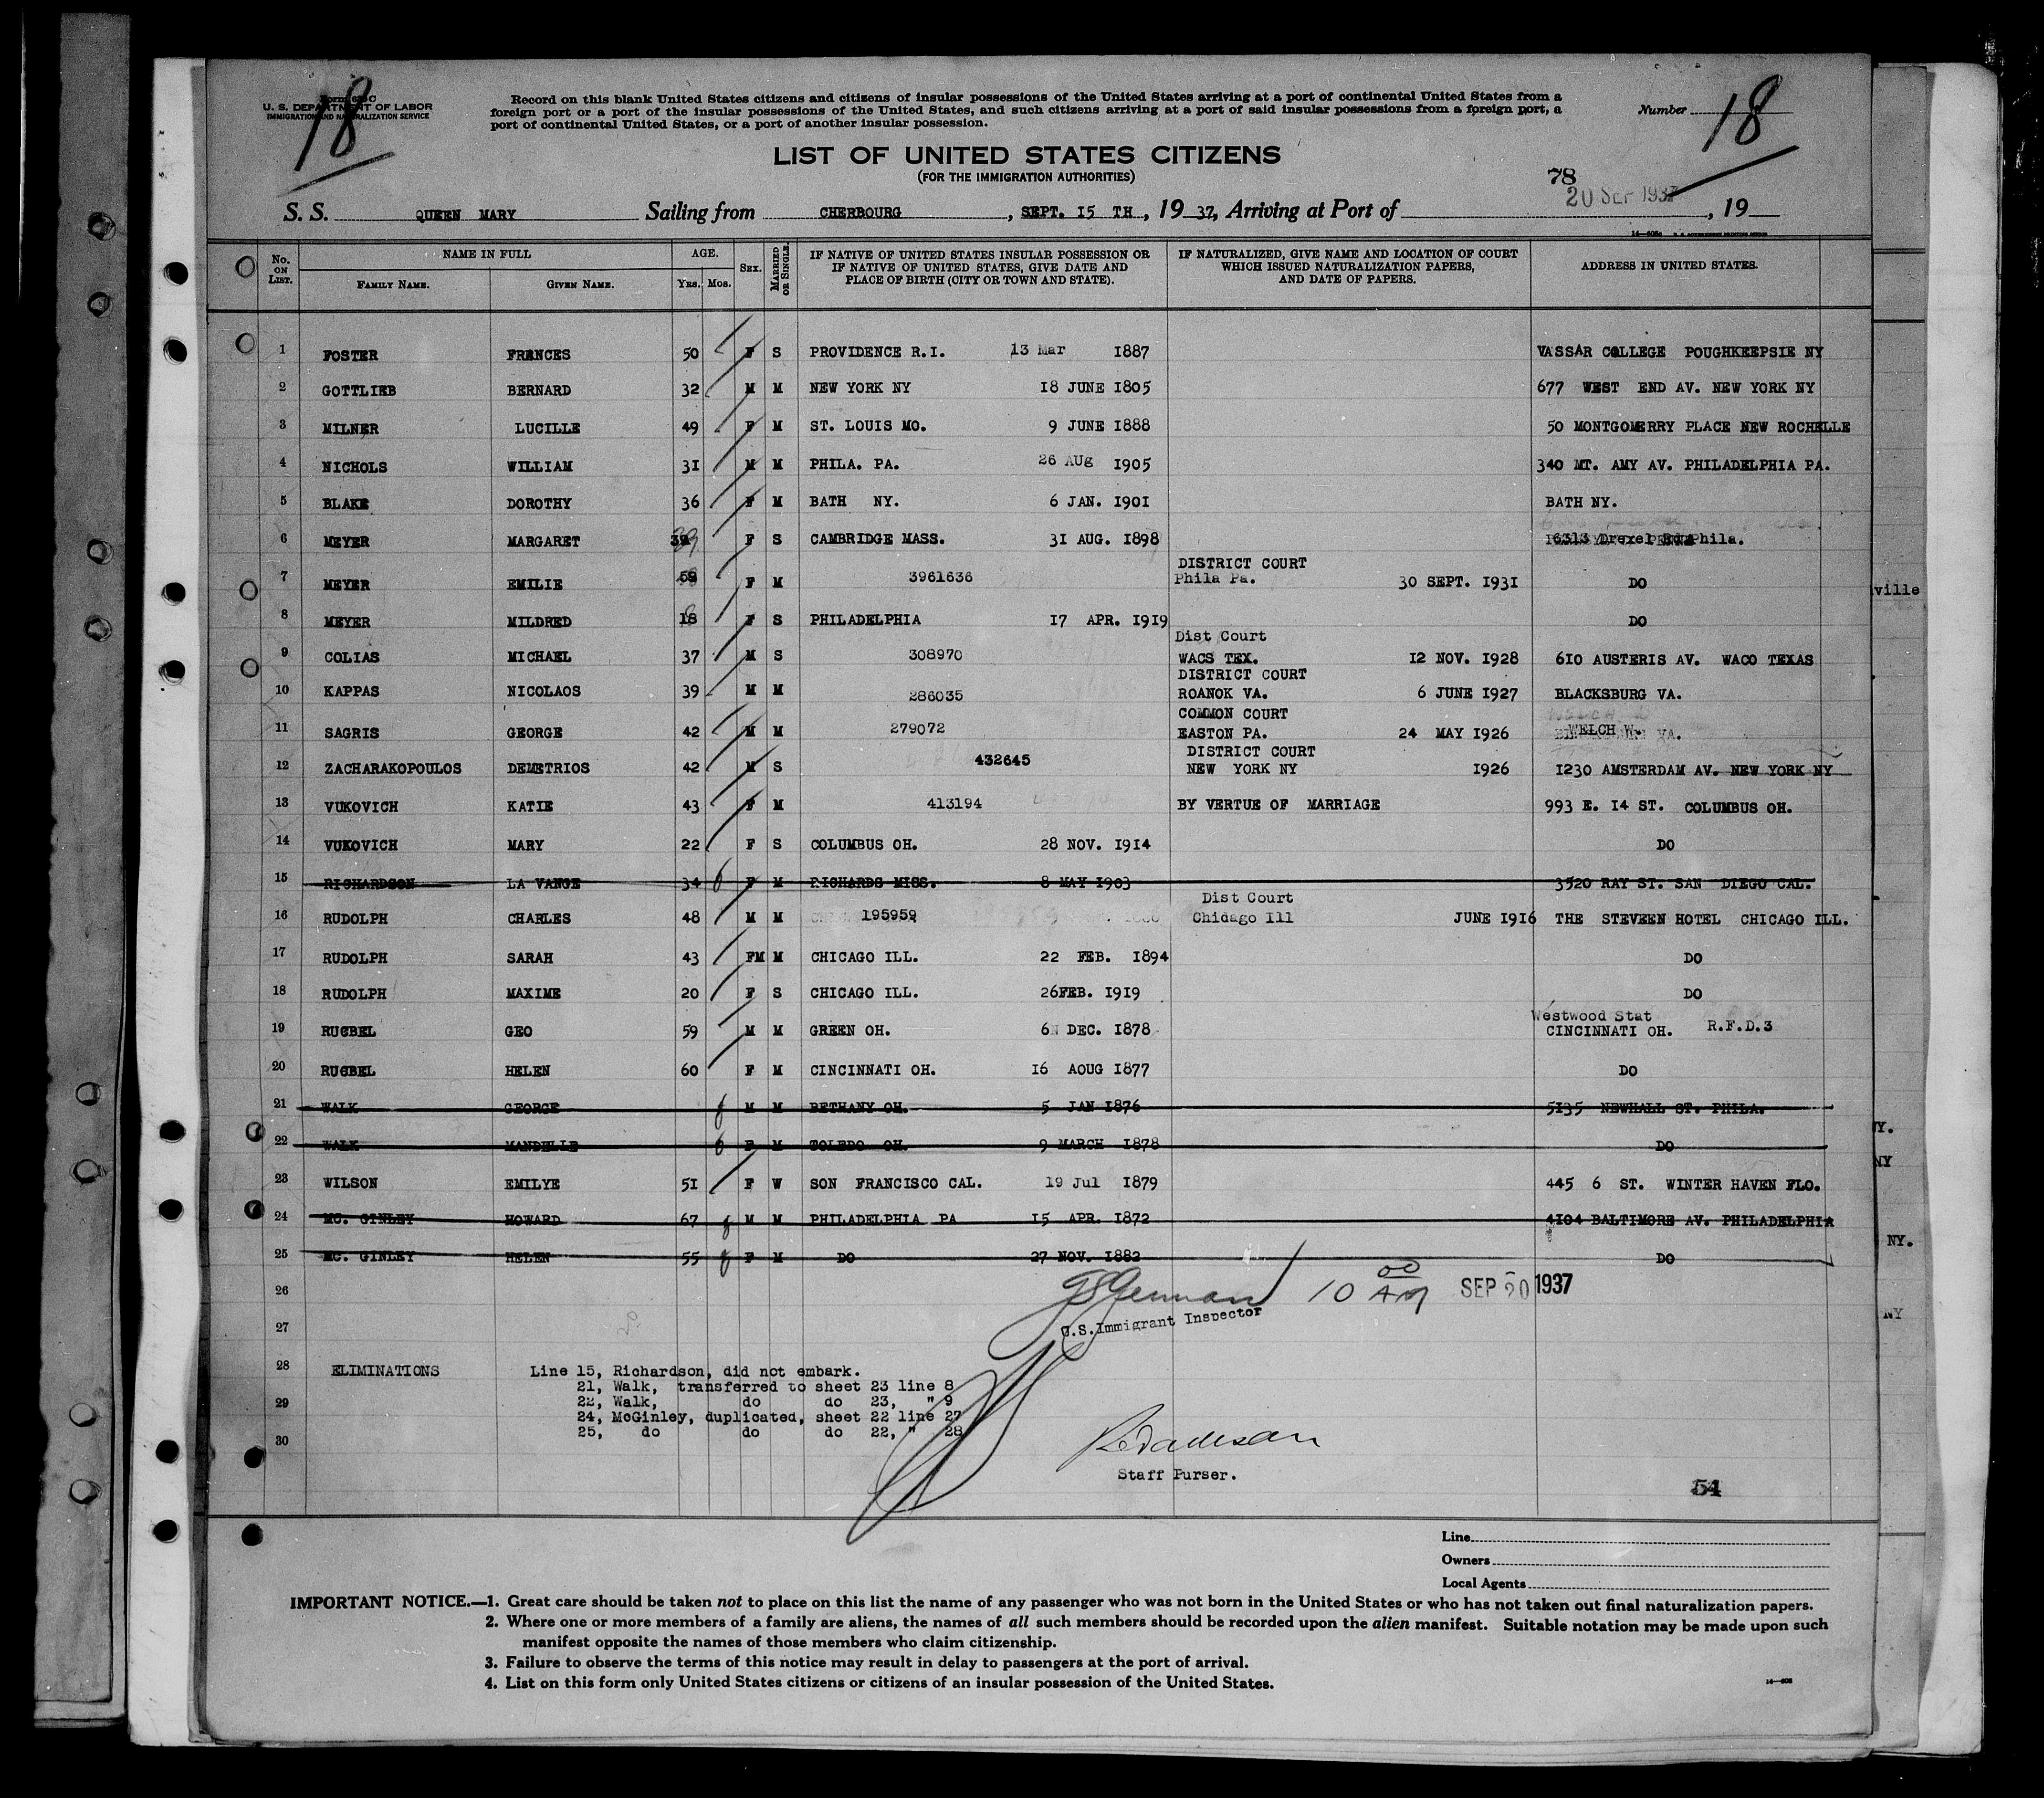 Form 630 C
U. S. DEPARTMENT OF LABOR
IMMIGRATION AND NATURALIZATION SERVICE
18
Record on this blank United States citizens and citizens of insular possessions of the United States arriving at a port of continental United States from a
foreign port or a port of the insular possessions of the United States, and such citizens arriving at a port of said insular possessions from a foreign port, a
port of continental United States, or a port of another insular possession.
Number
18
LIST OF UNITED STATES CITIZENS
(FOR THE IMMIGRATION AUTHORITIES)
78
20 SEP 1937
S. S. QUEEN MARY Sailing from CHERBOURG , SEPT. 15 TH , 19 37, Arriving at Port of , 19
No. ON LIST. NAME IN FULL FAMILY NAME. GIVEN NAME. AGE. YRS. MOS. SEX. MARRIED OR SINGLE. IF NATIVE OF UNITED STATES INSULAR POSSESSION OR IF NATIVE OF UNITED STATES, GIVE DATE AND PLACE OF BIRTH (CITY OR TOWN AND STATE). IF NATURALIZED, GIVE NAME AND LOCATION OF COURT WHICH ISSUED NATURALIZATION PAPERS, AND DATE OF PAPERS. ADDRESS IN UNITED STATES.
1 FOSTER FRANCES 50 F S PROVIDENCE R.I. 13 Mar 1887 VASSAR COLLEGE POUGHKEEPSIE NY
2 GOTTLIEB BERNARD 32 M M NEW YORK NY 18 JUNE 1805 677 WEST END AV. NEW YORK NY
3 MILNER LUCILLE 49 F M ST. LOUIS MO. 9 JUNE 1888 50 MONTGOMERRY PLACE NEW ROCHELLE
4 NICHOLS WILLIAM 31 M M PHILA. PA. 26 AUg 1905 340 MT. AMY AV. PHILADELPHIA PA.
5 BLAKE DOROTHY 36 F M BATH NY. 6 JAN. 1901 BATH NY.
6 MEYER MARGARET 39 F S CAMBRIDGE MASS. 31 AUG. 1898 6313 Drexel Rd Phila.
DISTRICT COURT
7 MEYER EMILIE 58 F M 3961636 Phila Pa. 30 SEPT. 1931 DO
8 MEYER MILDRED 18 F S PHILADELPHIA 17 APR. 1919 DO
Dist Court
9 COLIAS MICHAEL 37 M S 308970 WACS TEX. 12 NOV. 1928 610 AUSTERIS AV. WACO TEXAS
DISTRICT COURT
10 KAPPAS NICOLAOS 39 M M 286035 ROANOK VA. 6 JUNE 1927 BLACKSBURG VA.
COMMON COURT
11 SAGRIS GEORGE 42 M M 279072 EASTON PA. 24 MAY 1926 WELCH W. VA.
DISTRICT COURT
12 ZACHARAKOPOULOS DEMETRIOS 42 M S 432645 NEW YORK NY 1926 1230 AMSTERDAM AV. NEW YORK NY
13 VUKOVICH KATIE 43 F M 413194 BY VERTUE OF MARRIAGE 993 E. 14 ST. COLUMBUS OH.
14 VUKOVICH MARY 22 F S COLUMBUS OH. 28 NOV. 1914 DO
15 RICHARDSON LA VANGE 34 F M RICHARDS MISS. 8 MAY 1903 3520 RAY ST. SAN DIEGO CAL.
Dist Court
16 RUDOLPH CHARLES 48 M M 195959 Chidago Ill JUNE 1916 THE STEVEEN HOTEL CHICAGO ILL.
17 RUDOLPH SARAH 43 FM M CHICAGO ILL. 22 FEB. 1894 DO
18 RUDOLPH MAXIME 20 F S CHICAGO ILL. 26FEB. 1919 DO
Westwood Stat
19 RUGBEL GEO 59 M M GREEN OH. 6 DEC. 1878 CINCINNATI OH. R.F.D.3
20 RUGBEL HELEN 60 F M CINCINNATI OH. 16 AOUG 1877 DO
21 WALK GEORGE M M BETHANY OH. 5 JAN 1876 5135 NEWHALL ST. PHILA.
22 WALK MANDELLE F M TOLEDO OH. 9 MARCH 1878 DO
23 WILSON EMILYE 51 F W SON FRANCISCO CAL. 19 Jul 1879 445 6 ST. WINTER HAVEN FLO.
24 MC. GINLEY HOWARD 67 M M PHILADELPHIA PA 15 APR. 1872 4104 BALTIMORE AV. PHILADELPHIA
25 MC. GINLEY HELEN 55 F M DO 27 NOV. 1882 DO
26 10 00 AM SEP 20 1937
27 U.S. Immigrant Inspector
28 ELIMINATIONS Line 15, Richardson, did not embark.
21, Walk, transferred to sheet 23 line 8
29 22, Walk, do do 23, " 9
24, McGinley, duplicated, sheet 22 line 27
30 25, do do do 22, " 28
Staff Purser.
54
Line
Owners
Local Agents
IMPORTANT NOTICE.—1. Great care should be taken not to place on this list the name of any passenger who was not born in the United States or who has not taken out final naturalization papers.
2. Where one or more members of a family are aliens, the names of all such members should be recorded upon the alien manifest. Suitable notation may be made upon such
manifest opposite the names of those members who claim citizenship.
3. Failure to observe the terms of this notice may result in delay to passengers at the port of arrival.
4. List on this form only United States citizens or citizens of an insular possession of the United States.
ville
NY
NY.
NY